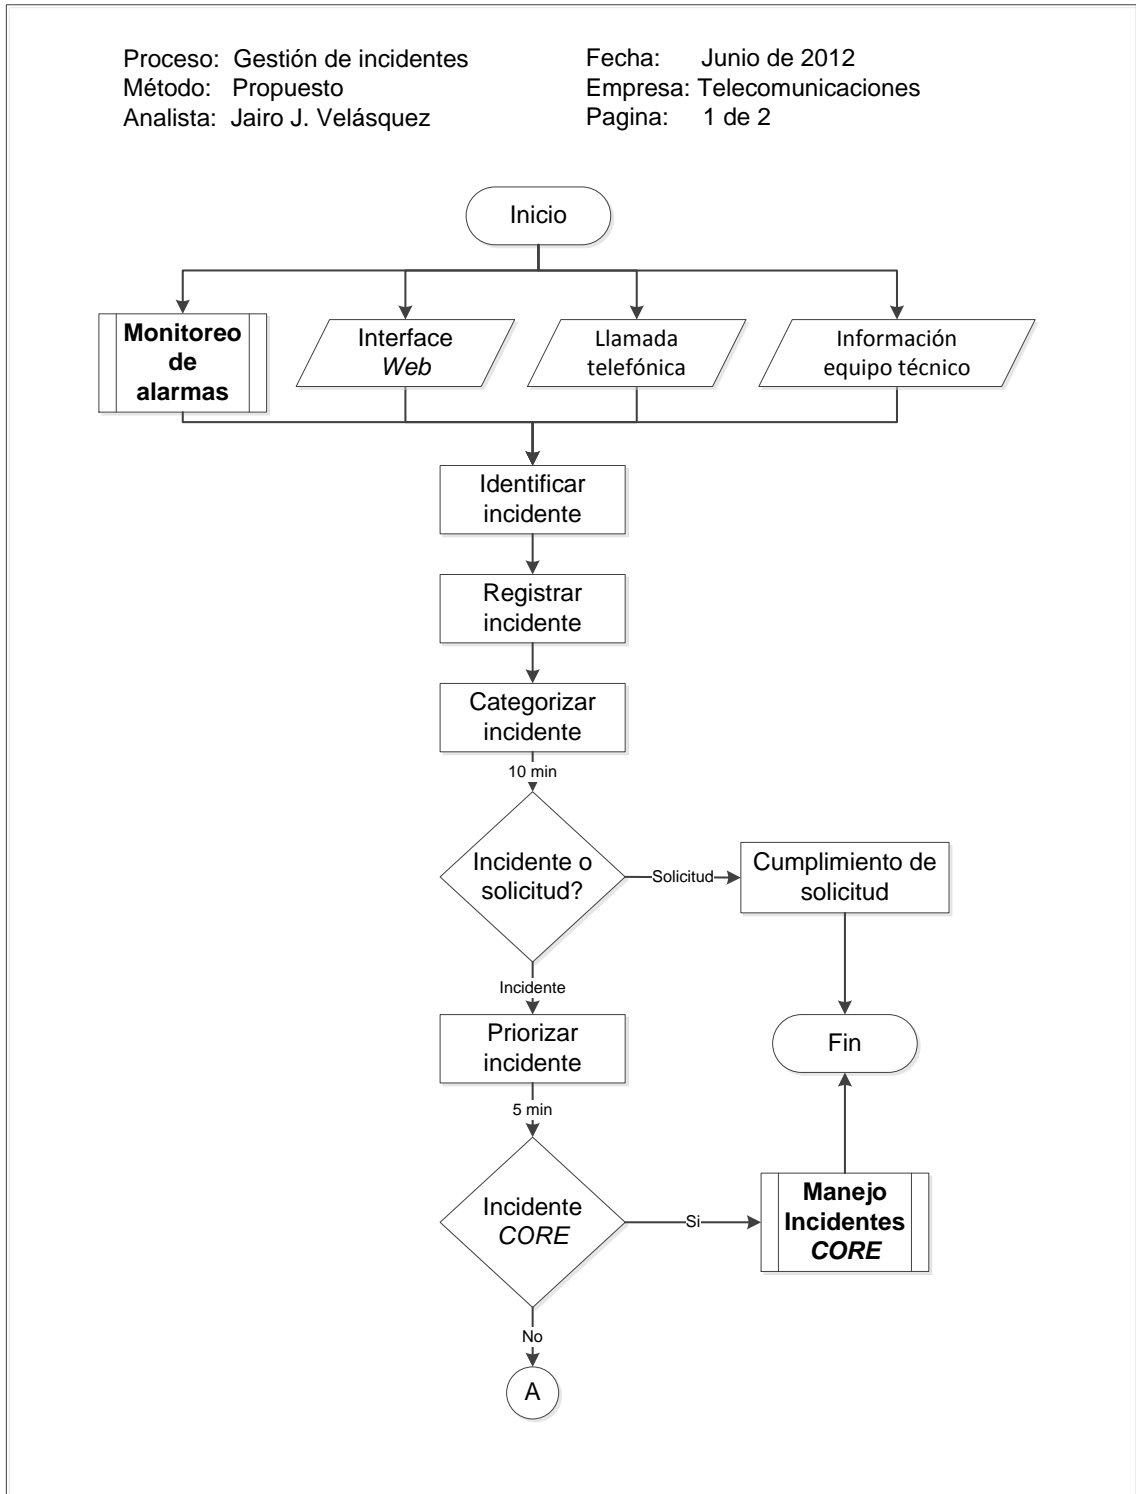 Proceso: Gestión de incidentes
Método: Propuesto
Analista: Jairo J. Velásquez
Fecha: Junio de 2012
Empresa: Telecomunicaciones
Pagina: 1 de 2
Inicio
Monitoreo
de
alarmas
Interface
Web
Llamada
telefónica
Información
equipo técnico
Identificar
incidente
Registrar
incidente
Categorizar
incidente
10 min
Incidente o
solicitud?
Solicitud
Cumplimiento de
solicitud
Incidente
Priorizar
incidente
Fin
5 min
Incidente
CORE
Si
Manejo
Incidentes
CORE
No
A